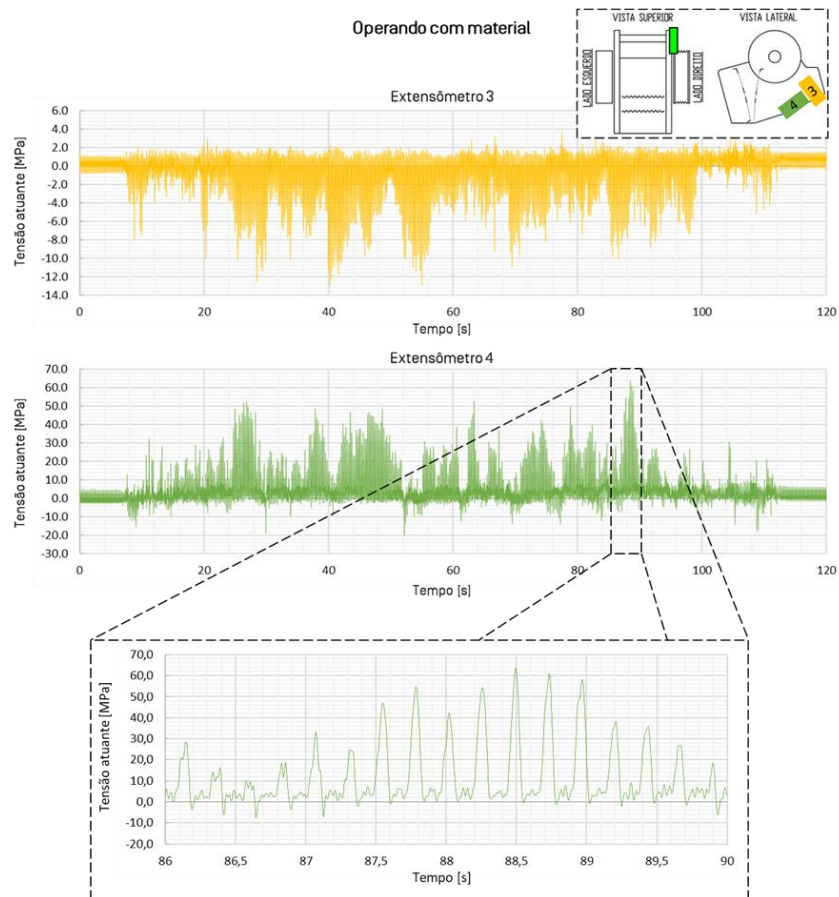 Operando com material
VISTA SUPERIOR
VISTA LATERAL
LADO ESQUERDO
LADO DIREITO
4
3
Extensômetro 3
Tensão atuante [MPa]
6.0
4.0
2.0
0.0
-2.0
-4.0
-6.0
-8.0
-10.0
-12.0
-14.0
0 20 40 60 80 100 120
Tempo [s]
Extensômetro 4
Tensão atuante [MPa]
70.0
60.0
50.0
40.0
30.0
20.0
10.0
0.0
-10.0
-20.0
-30.0
0 20 40 60 80 100 120
Tempo [s]
Tensão atuante [MPa]
70,0
60,0
50,0
40,0
30,0
20,0
10,0
0,0
-10,0
-20,0
86 86,5 87 87,5 88 88,5 89 89,5 90
Tempo [s]